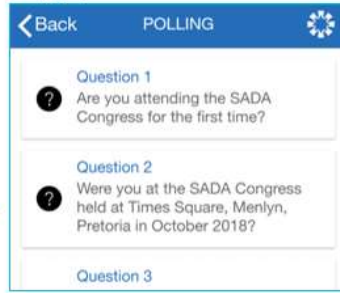 Back
POLLING
Question 1
Are you attending the SADA
Congress for the first time?
Question 2
Were you at the SADA Congress
held at Times Square, Menlyn,
Pretoria in October 2018?
Question 3